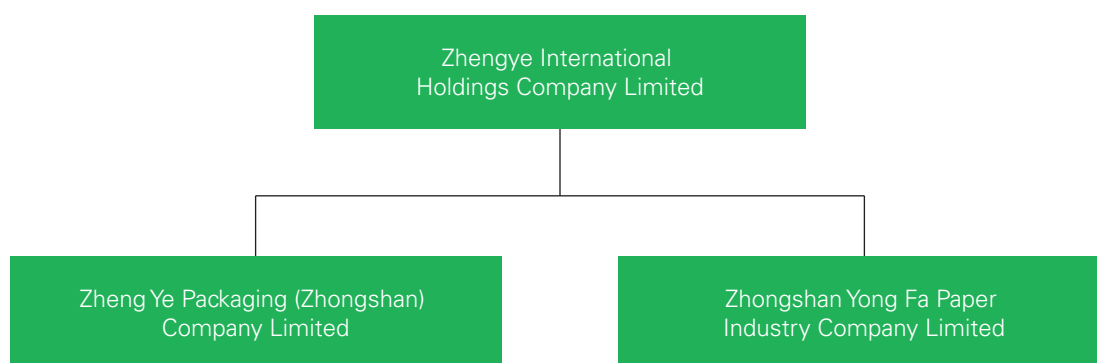 Zhengye International
Holdings Company Limited
Zheng Ye Packaging (Zhongshan)
Company Limited
Zhongshan Yong Fa Paper
Industry Company Limited